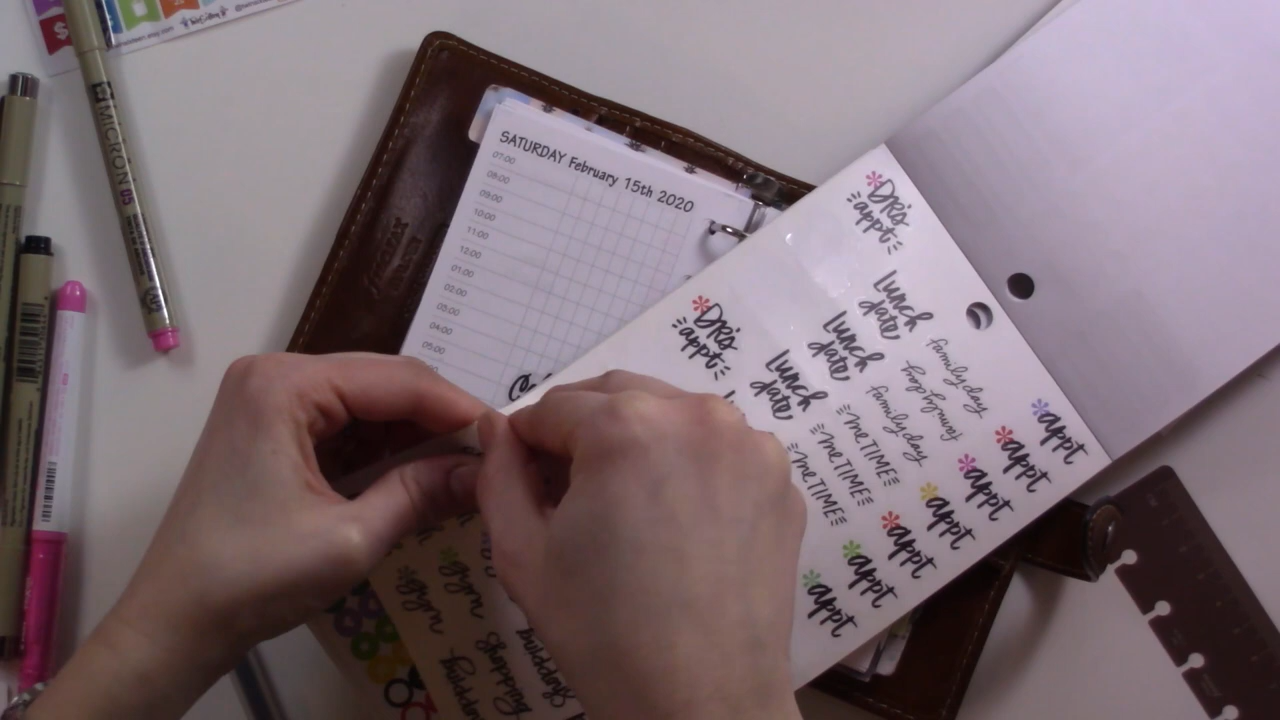 MICRON 05
SATURDAY February 15th 2020
07:00
08:00
09:00
10:00
11:00
12:00
01:00
02:00
03:00
04:00
05:00
DR's
appt
DR's
appt
Lunch
date
Lunch
date
Lunch
date
family day
family day
family day
me TIME
me TIME
me TIME
appt
appt
appt
appt
appt
appt
appt
gym
gym
shopping
shopping